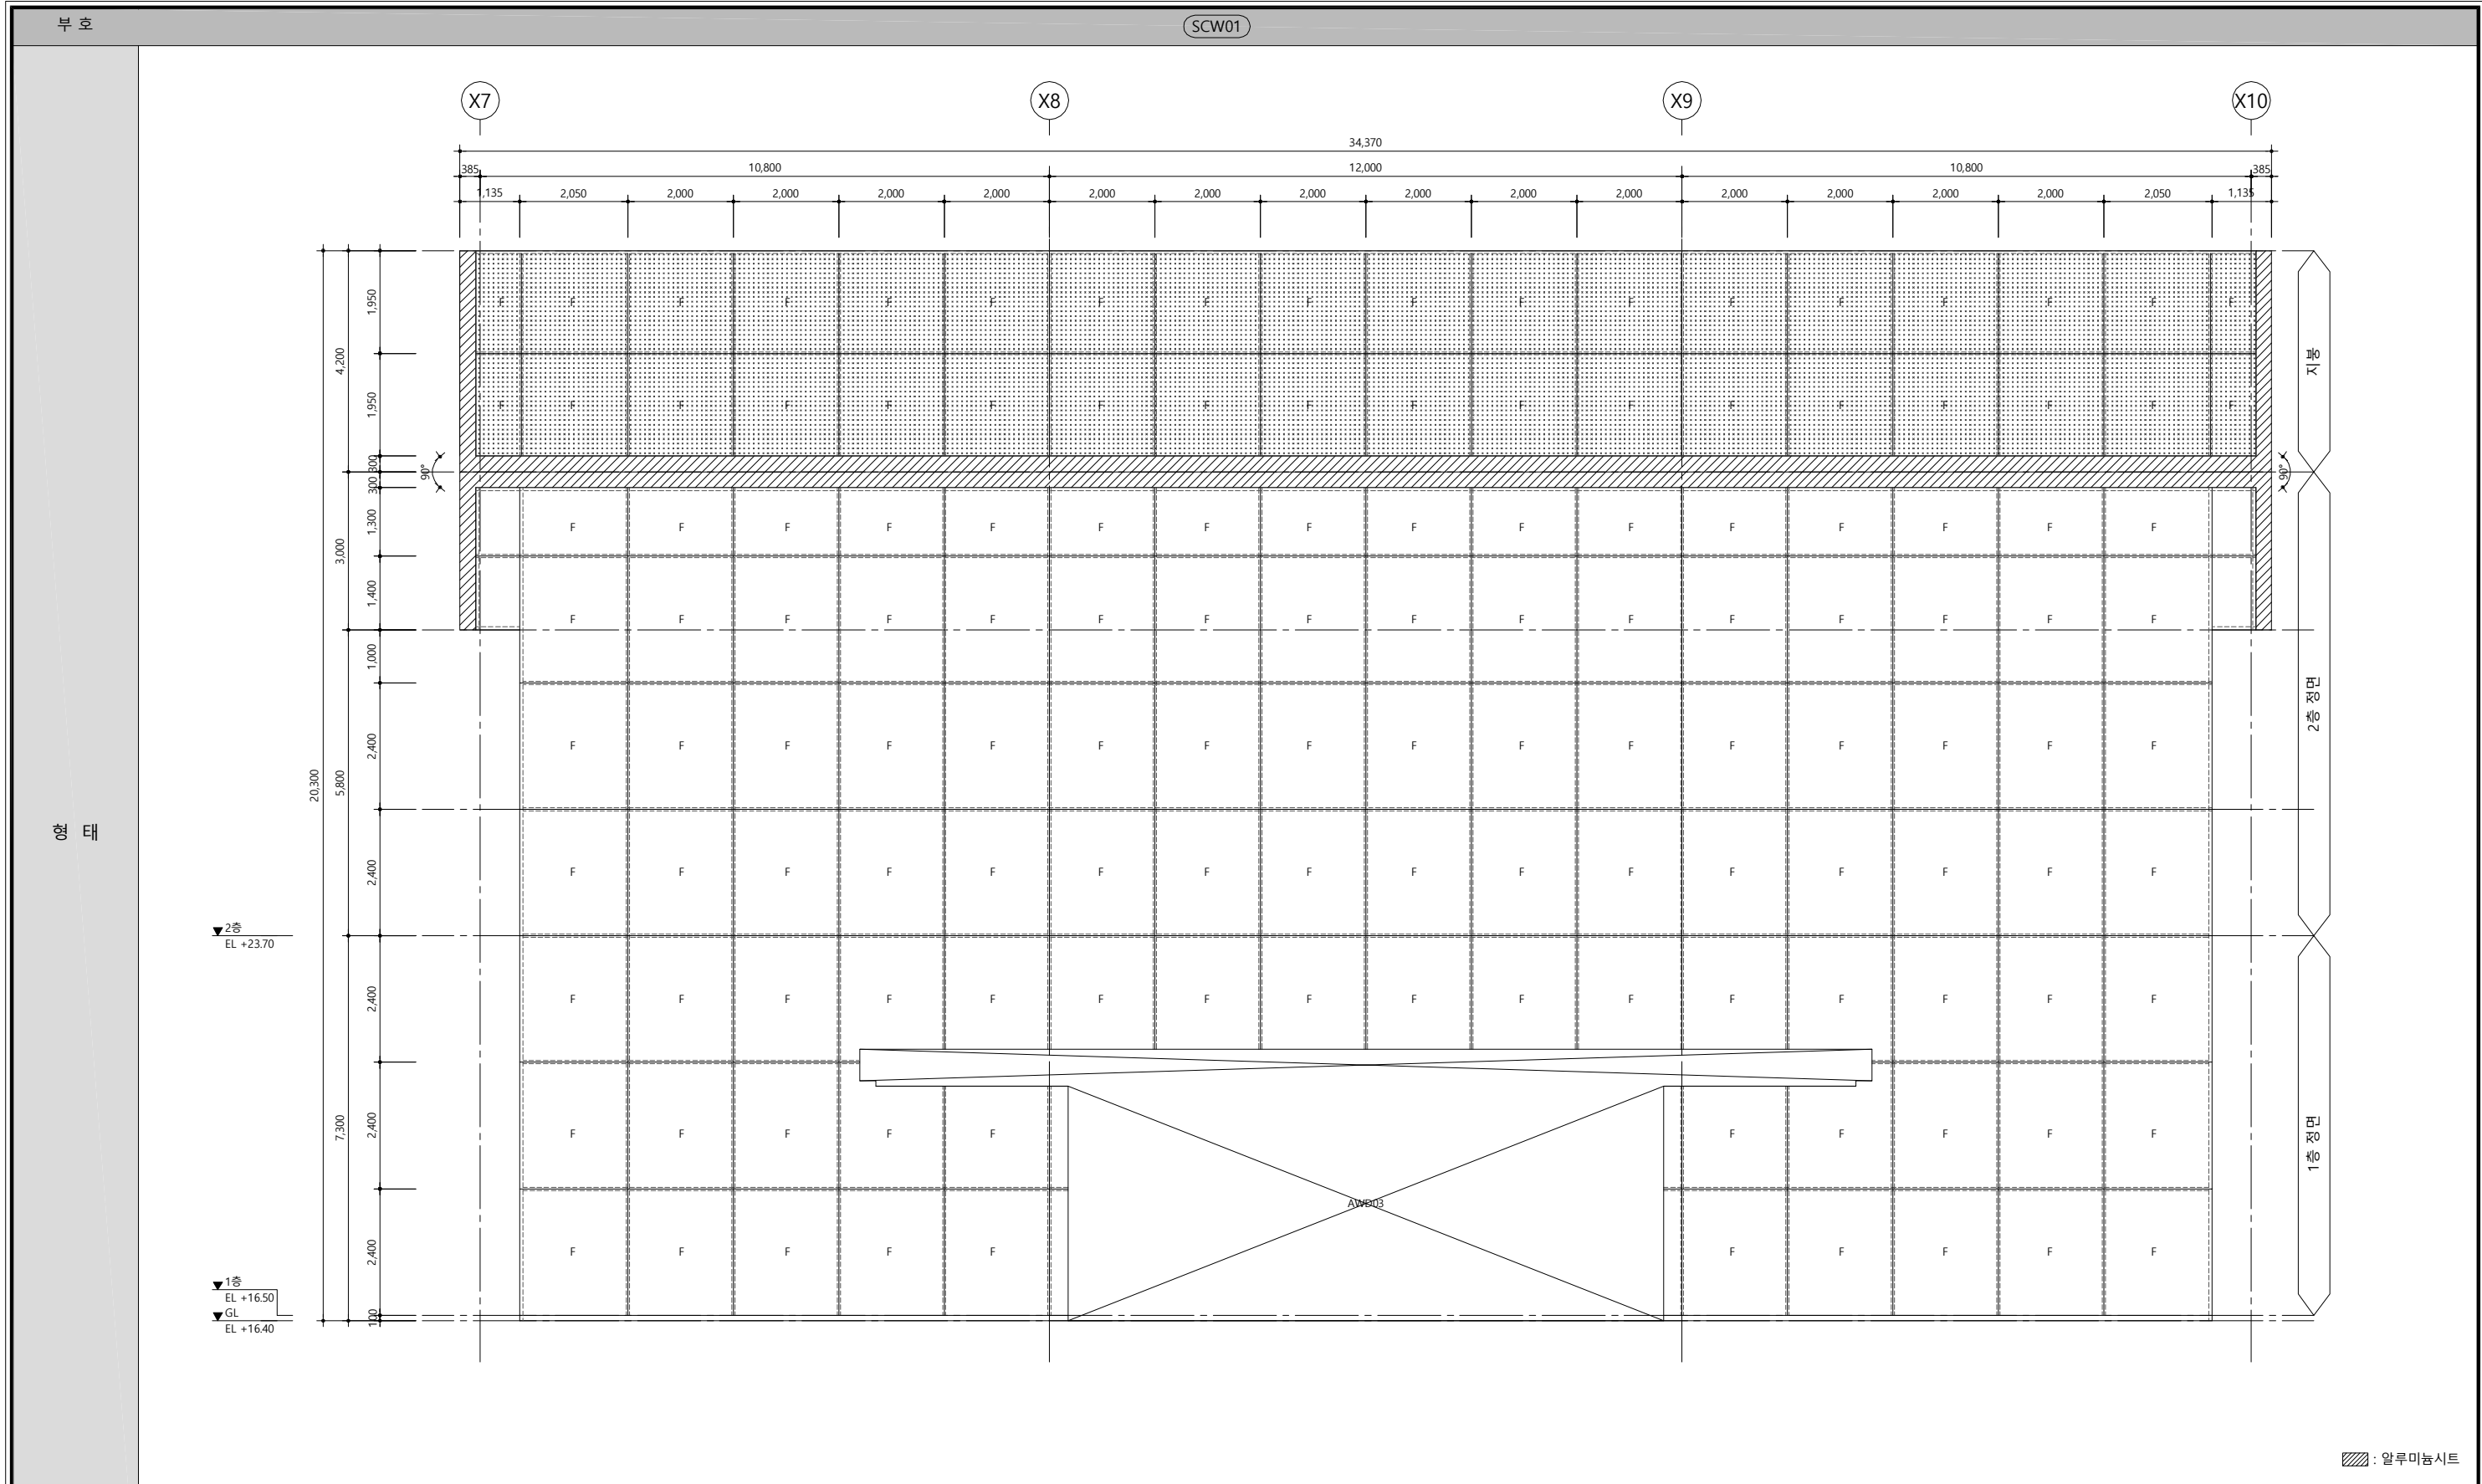 부 호
SCW01
X7 X8 X9 X10
34,370
385 10,800 12,000 10,800 385
1,135 2,050 2,000 2,000 2,000 2,000 2,000 2,000 2,000 2,000 2,000 2,000 2,000 2,000 2,000 2,000 2,050 1,135
1,950 F F F F F F F F F F F F F F F F F F
4,200 지붕
1,950 F F F F F F F F F F F F F F F F F F
300
90° 90°
300
1,300 F F F F F F F F F F F F F F F F
3,000
1,400 F F F F F F F F F F F F F F F F
1,000
2층 정면
2,400 F F F F F F F F F F F F F F F F
20,300 5,800
2,400 F F F F F F F F F F F F F F F F
형 태
2층
EL +23.70
2,400 F F F F F F F F F F F F F F F F
7,300 2,400 F F F F F F F F F F
1층 정면
AWD03
2,400 F F F F F F F F F F
1층
EL +16.50
GL
100
EL +16.40
: 알루미늄시트